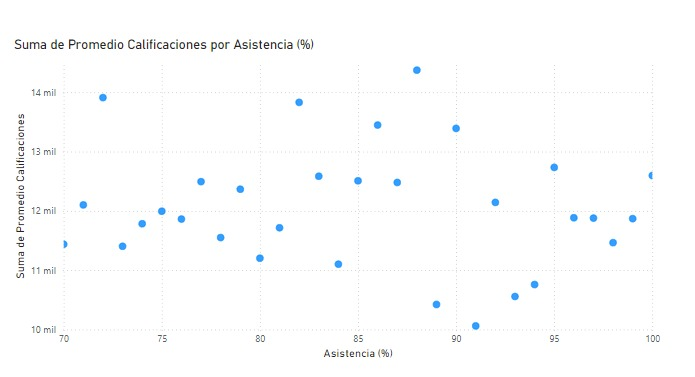 Suma de Promedio Calificaciones por Asistencia (%)
Suma de Promedio Calificaciones
14 mil
13 mil
12 mil
11 mil
10 mil
70 75 80 85 90 95 100
Asistencia (%)